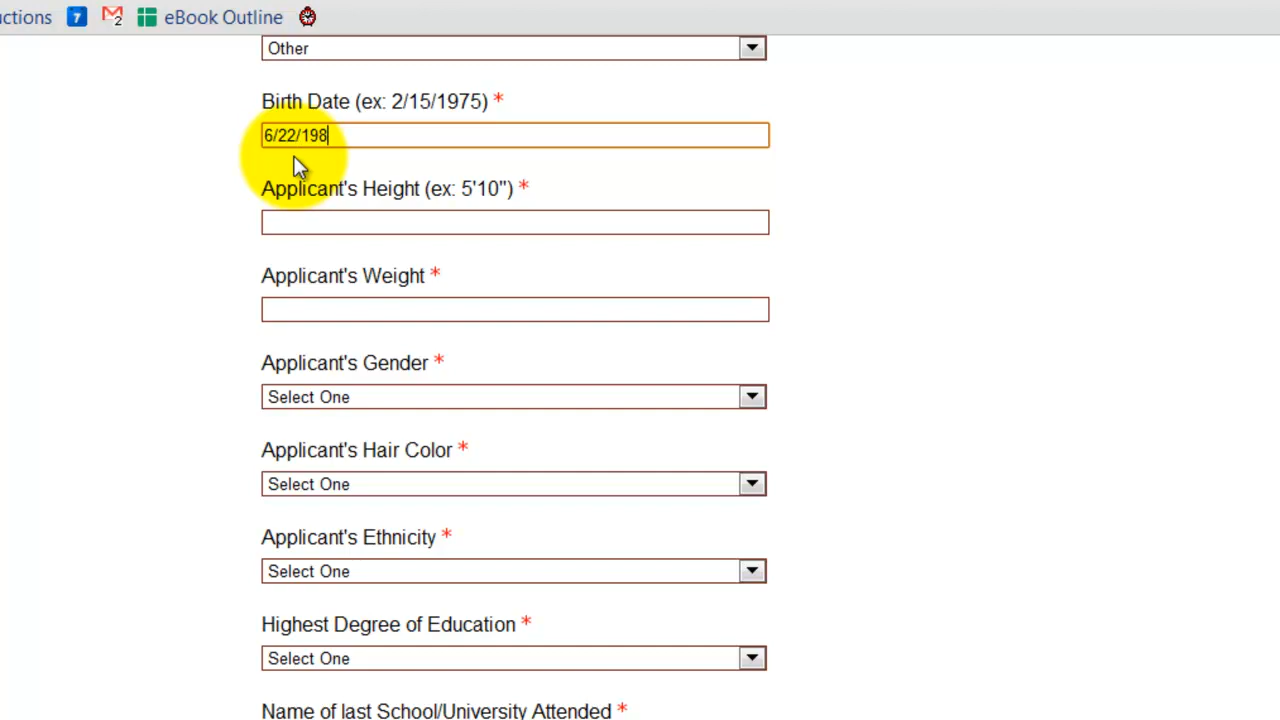 uctions 7 2 eBook Outline
Other
Birth Date (ex: 2/15/1975) *
6/22/198
Applicant's Height (ex: 5'10") *
Applicant's Weight *
Applicant's Gender *
Select One
Applicant's Hair Color *
Select One
Applicant's Ethnicity *
Select One
Highest Degree of Education *
Select One
Name of last School/University Attended *